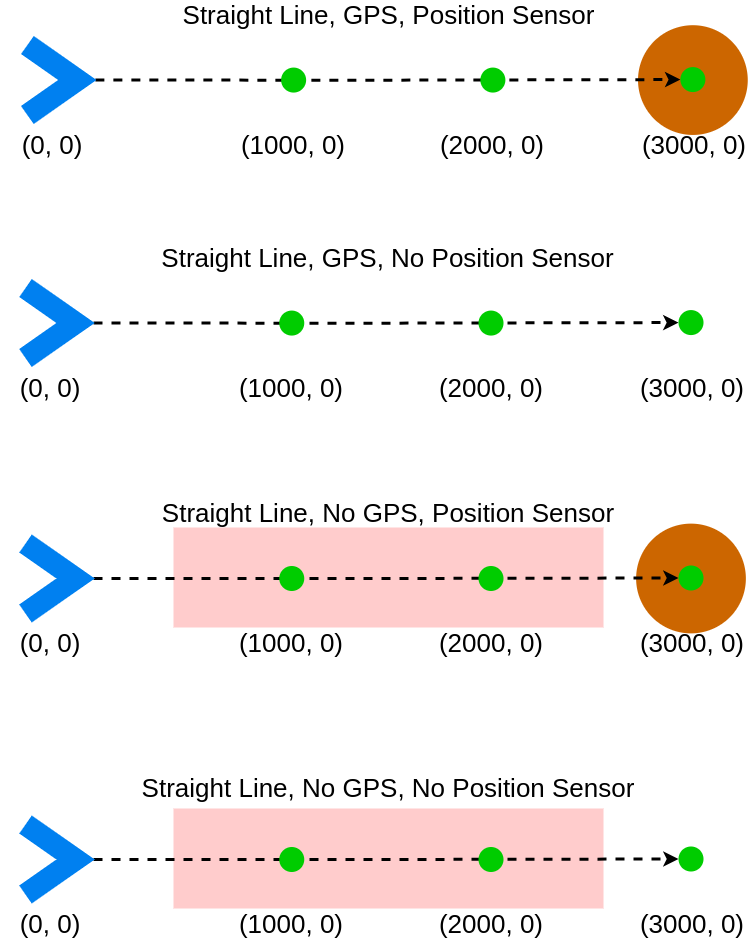 Straight Line, GPS, Position Sensor
(0, 0) (1000, 0) (2000, 0) (3000, 0)
Straight Line, GPS, No Position Sensor
(0, 0) (1000, 0) (2000, 0) (3000, 0)
Straight Line, No GPS, Position Sensor
(0, 0) (1000, 0) (2000, 0) (3000, 0)
Straight Line, No GPS, No Position Sensor
(0, 0) (1000, 0) (2000, 0) (3000, 0)